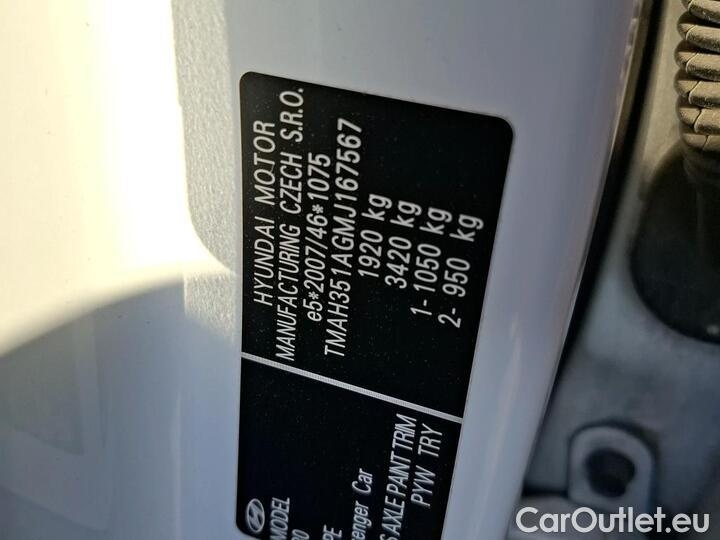 HYUNDAI MOTOR
MANUFACTURING CZECH S.R.O.
e5*2007/46*1075
TMAH351AGMJ167567
1920 kg
3420 kg
1- 1050 kg
2- 950 kg
MODEL
Car
AXLE PAINT TRIM
PYW TRY
CarOutlet.eu